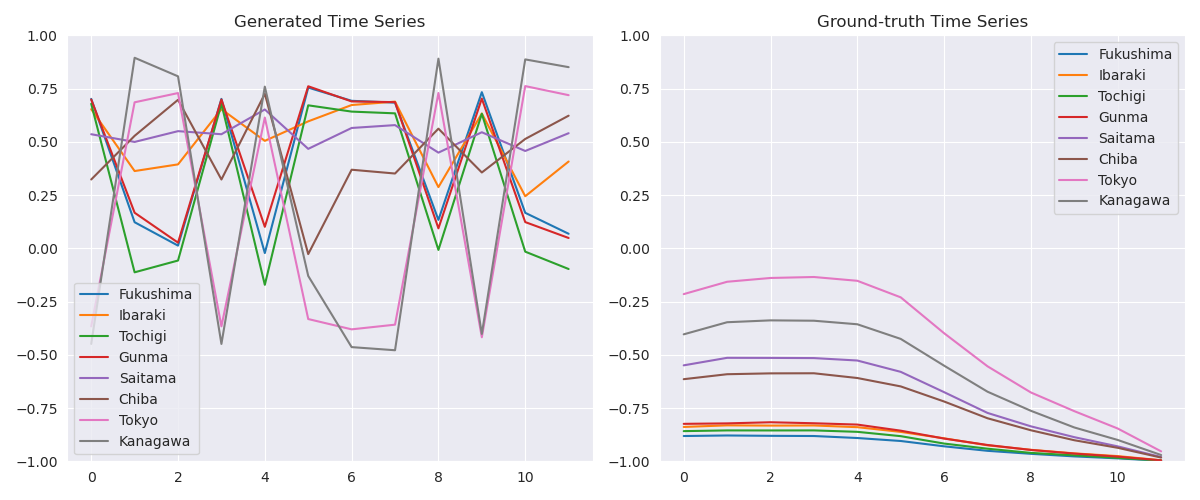 Generated Time Series
1.00
0.75
0.50
0.25
0.00
−0.25
−0.50
−0.75
−1.00
0 2 4 6 8 10
Fukushima
Ibaraki
Tochigi
Gunma
Saitama
Chiba
Tokyo
Kanagawa
Ground-truth Time Series
1.00
0.75
0.50
0.25
0.00
−0.25
−0.50
−0.75
−1.00
0 2 4 6 8 10
Fukushima
Ibaraki
Tochigi
Gunma
Saitama
Chiba
Tokyo
Kanagawa